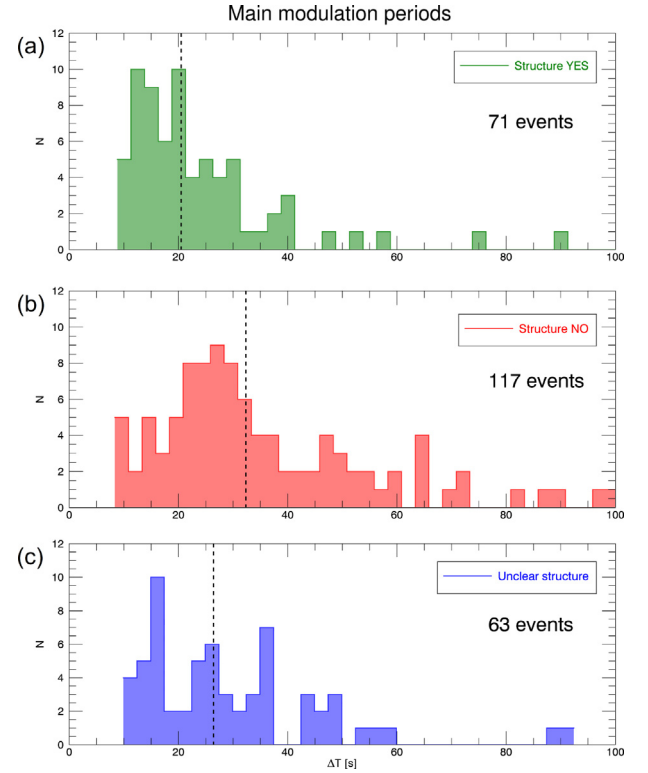 Main modulation periods
(a)
12
10
8
6
4
2
0
N
Structure YES
71 events
0 20 40 60 80 100
(b)
12
10
8
6
4
2
0
N
Structure NO
117 events
0 20 40 60 80 100
(c)
12
10
8
6
4
2
0
N
Unclear structure
63 events
0 20 40 60 80 100
ΔT [s]